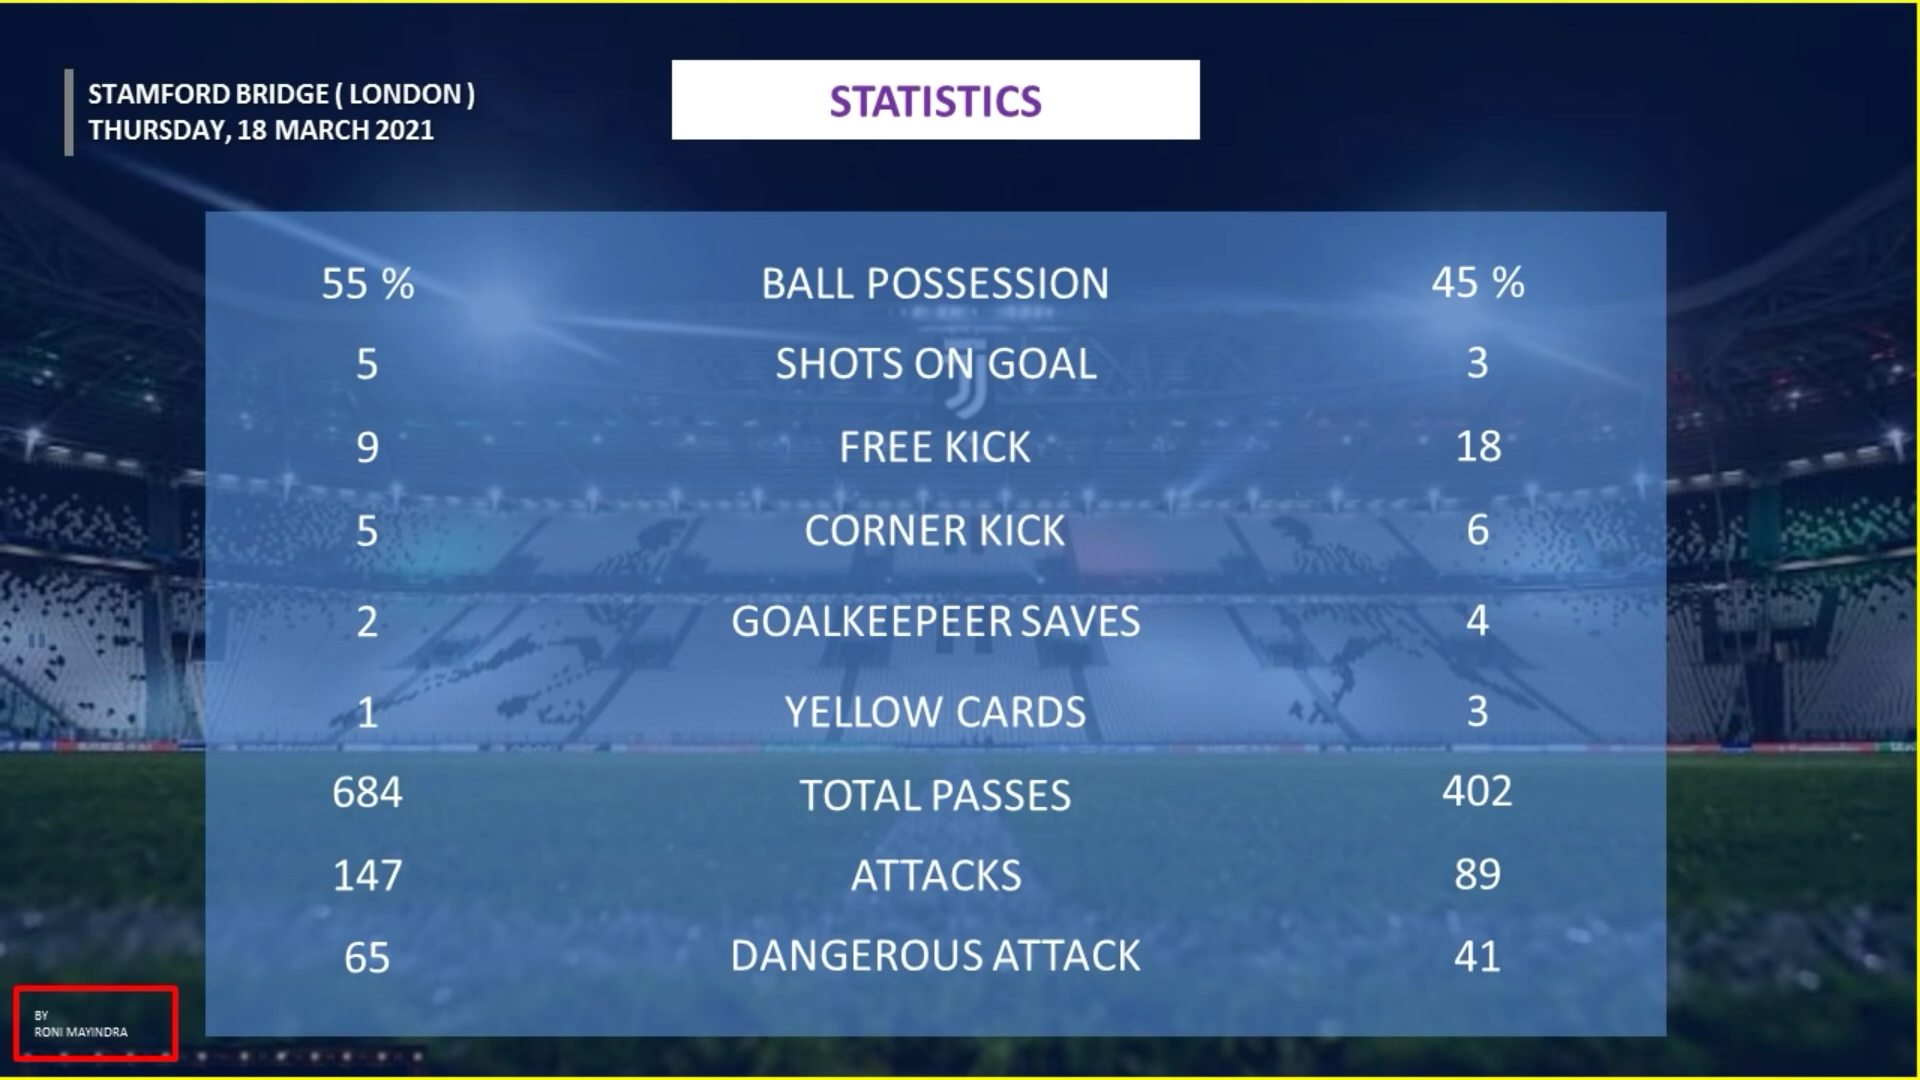 STAMFORD BRIDGE ( LONDON )
THURSDAY, 18 MARCH 2021
STATISTICS
55 % BALL POSSESSION 45 %
5 SHOTS ON GOAL 3
9 FREE KICK 18
5 CORNER KICK 6
2 GOALKEEPEER SAVES 4
1 YELLOW CARDS 3
684 TOTAL PASSES 402
147 ATTACKS 89
65 DANGEROUS ATTACK 41
BY
RONI MAYINDRA